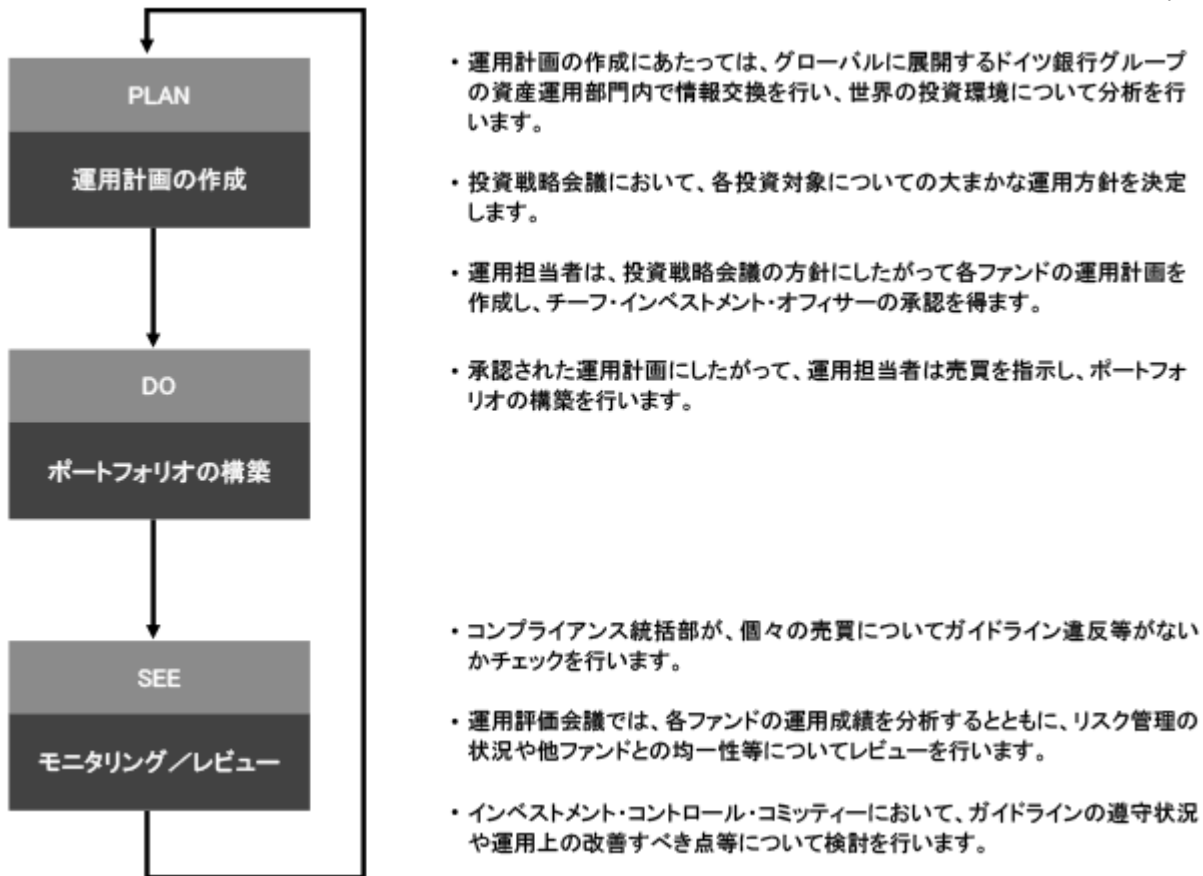 PLAN
運用計画の作成
・運用計画の作成にあたっては、グローバルに展開するドイツ銀行グループ
の資産運用部門内で情報交換を行い、世界の投資環境について分析を行
います。
・投資戦略会議において、各投資対象についての大まかな運用方針を決定
します。
・運用担当者は、投資戦略会議の方針にしたがって各ファンドの運用計画を
作成し、チーフ・インベストメント・オフィサーの承認を得ます。
DO
ポートフォリオの構築
・承認された運用計画にしたがって、運用担当者は売買を指示し、ポートフォ
リオの構築を行います。
SEE
モニタリング／レビュー
・コンプライアンス統括部が、個々の売買についてガイドライン違反等がない
かチェックを行います。
・運用評価会議では、各ファンドの運用成績を分析するとともに、リスク管理の
状況や他ファンドとの均一性等についてレビューを行います。
・インベストメント・コントロール・コミッティーにおいて、ガイドラインの遵守状況
や運用上の改善すべき点等について検討を行います。